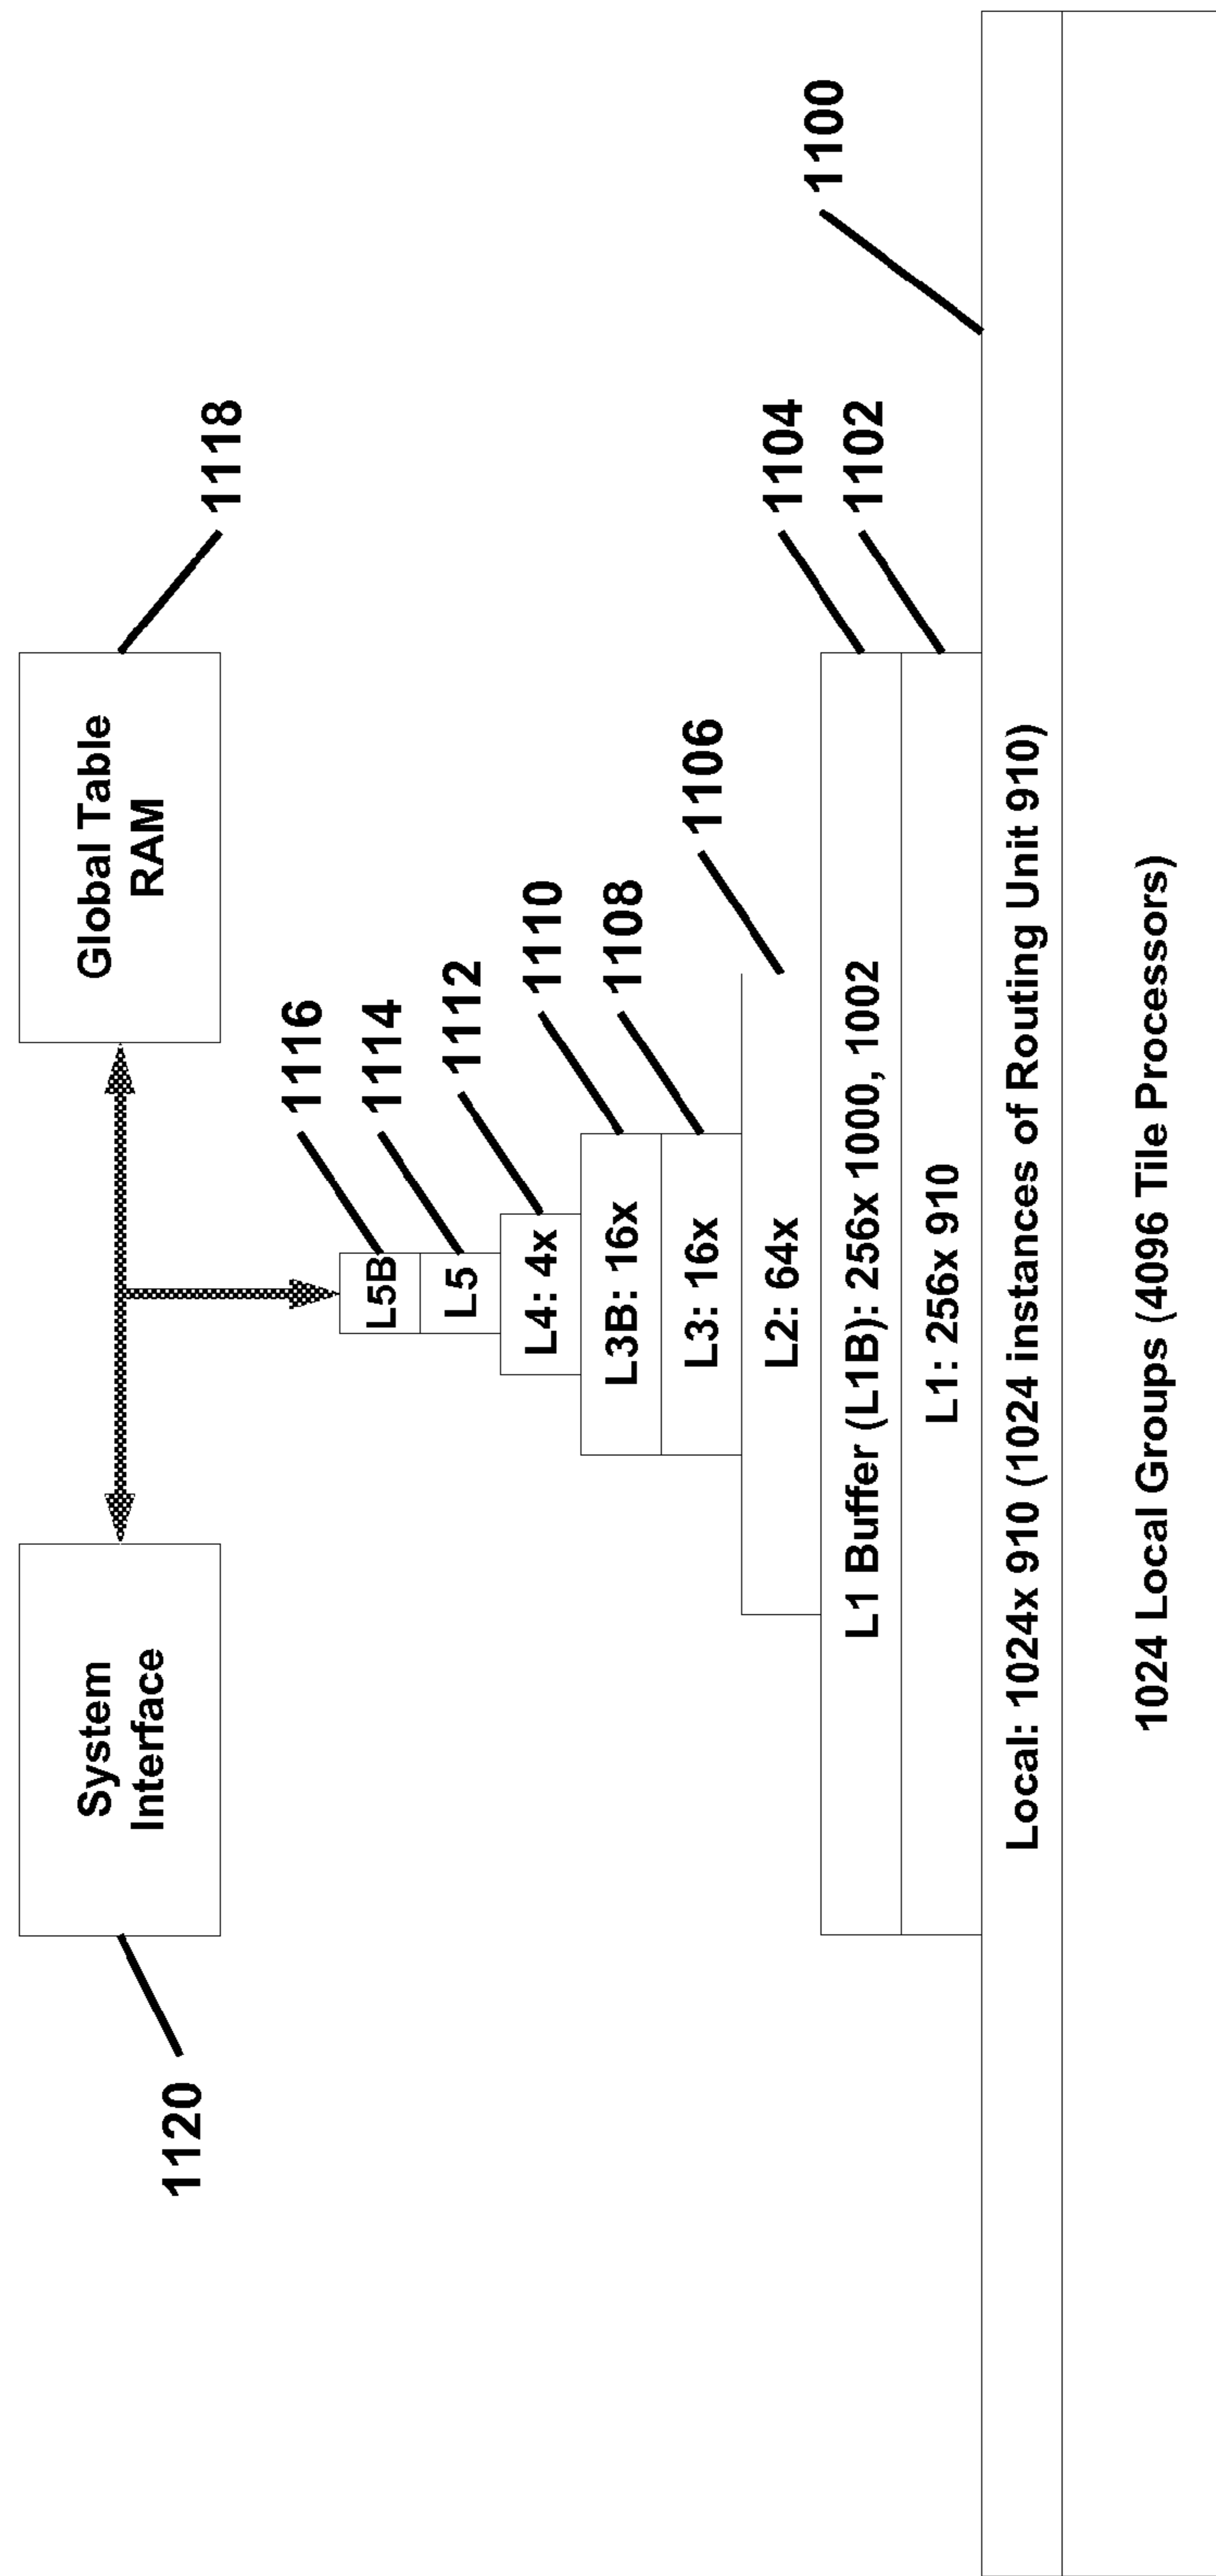 1120
System
Interface
Global Table
RAM
1118
L5B
1116
L5
1114
L4: 4x
1112
L3B: 16x
1110
L3: 16x
1108
L2: 64x
1106
L1 Buffer (L1B): 256x 1000, 1002
1104
L1: 256x 910
1102
Local: 1024x 910 (1024 instances of Routing Unit 910)
1100
1024 Local Groups (4096 Tile Processors)